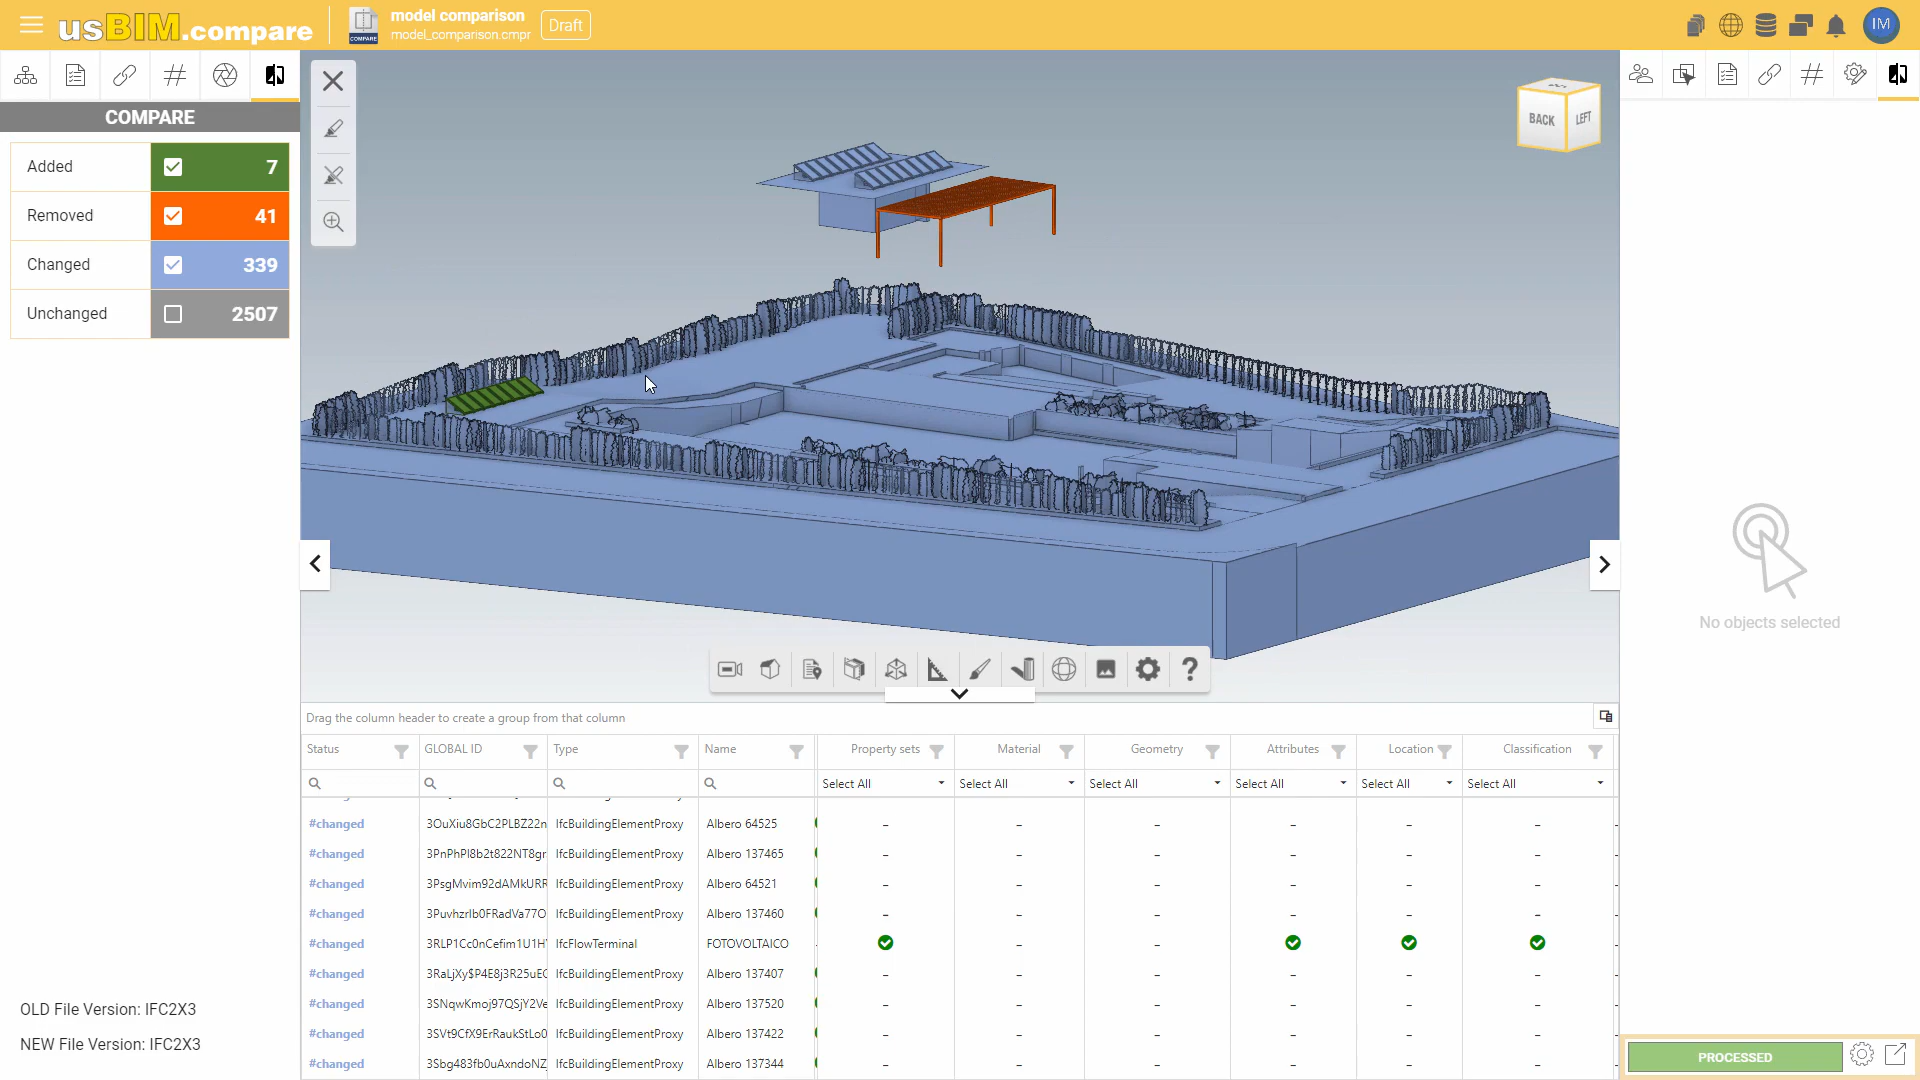 usBIM.compare
COMPARE
model comparison
model_comparison.cmpr
Draft
IM
COMPARE
Added 7
Removed 41
Changed 339
Unchanged 2507
OLD File Version: IFC2X3
NEW File Version: IFC2X3
BACK
LEFT
No objects selected
Drag the column header to create a group from that column
Status GLOBAL ID Type Name Property sets Material Geometry Attributes Location Classification
Select All Select All Select All Select All Select All Select All
#changed 3OuXiu8GbC2PLBZ22n IfcBuildingElementProxy Albero 64525 – – – – – –
#changed 3PnPhPI8b2t822NT8gr IfcBuildingElementProxy Albero 137465 – – – – – –
#changed 3PsgMvim92dAMkURR IfcBuildingElementProxy Albero 64521 – – – – – –
#changed 3PuvhzrIb0FRadVa77O IfcBuildingElementProxy Albero 137460 – – – – – –
#changed 3RLP1Cc0nCefim1U1H IfcFlowTerminal FOTOVOLTAICO – –
#changed 3RaLjXy$P4E8j3R25uE IfcBuildingElementProxy Albero 137407 – – – – – –
#changed 3SNqwKmoj97QSjY2Ve IfcBuildingElementProxy Albero 137520 – – – – – –
#changed 3SVt9CfX9ErRaukStLo0 IfcBuildingElementProxy Albero 137422 – – – – – –
#changed 3Sbg483fb0uAxndoNZ IfcBuildingElementProxy Albero 137344 – – – – – –
PROCESSED